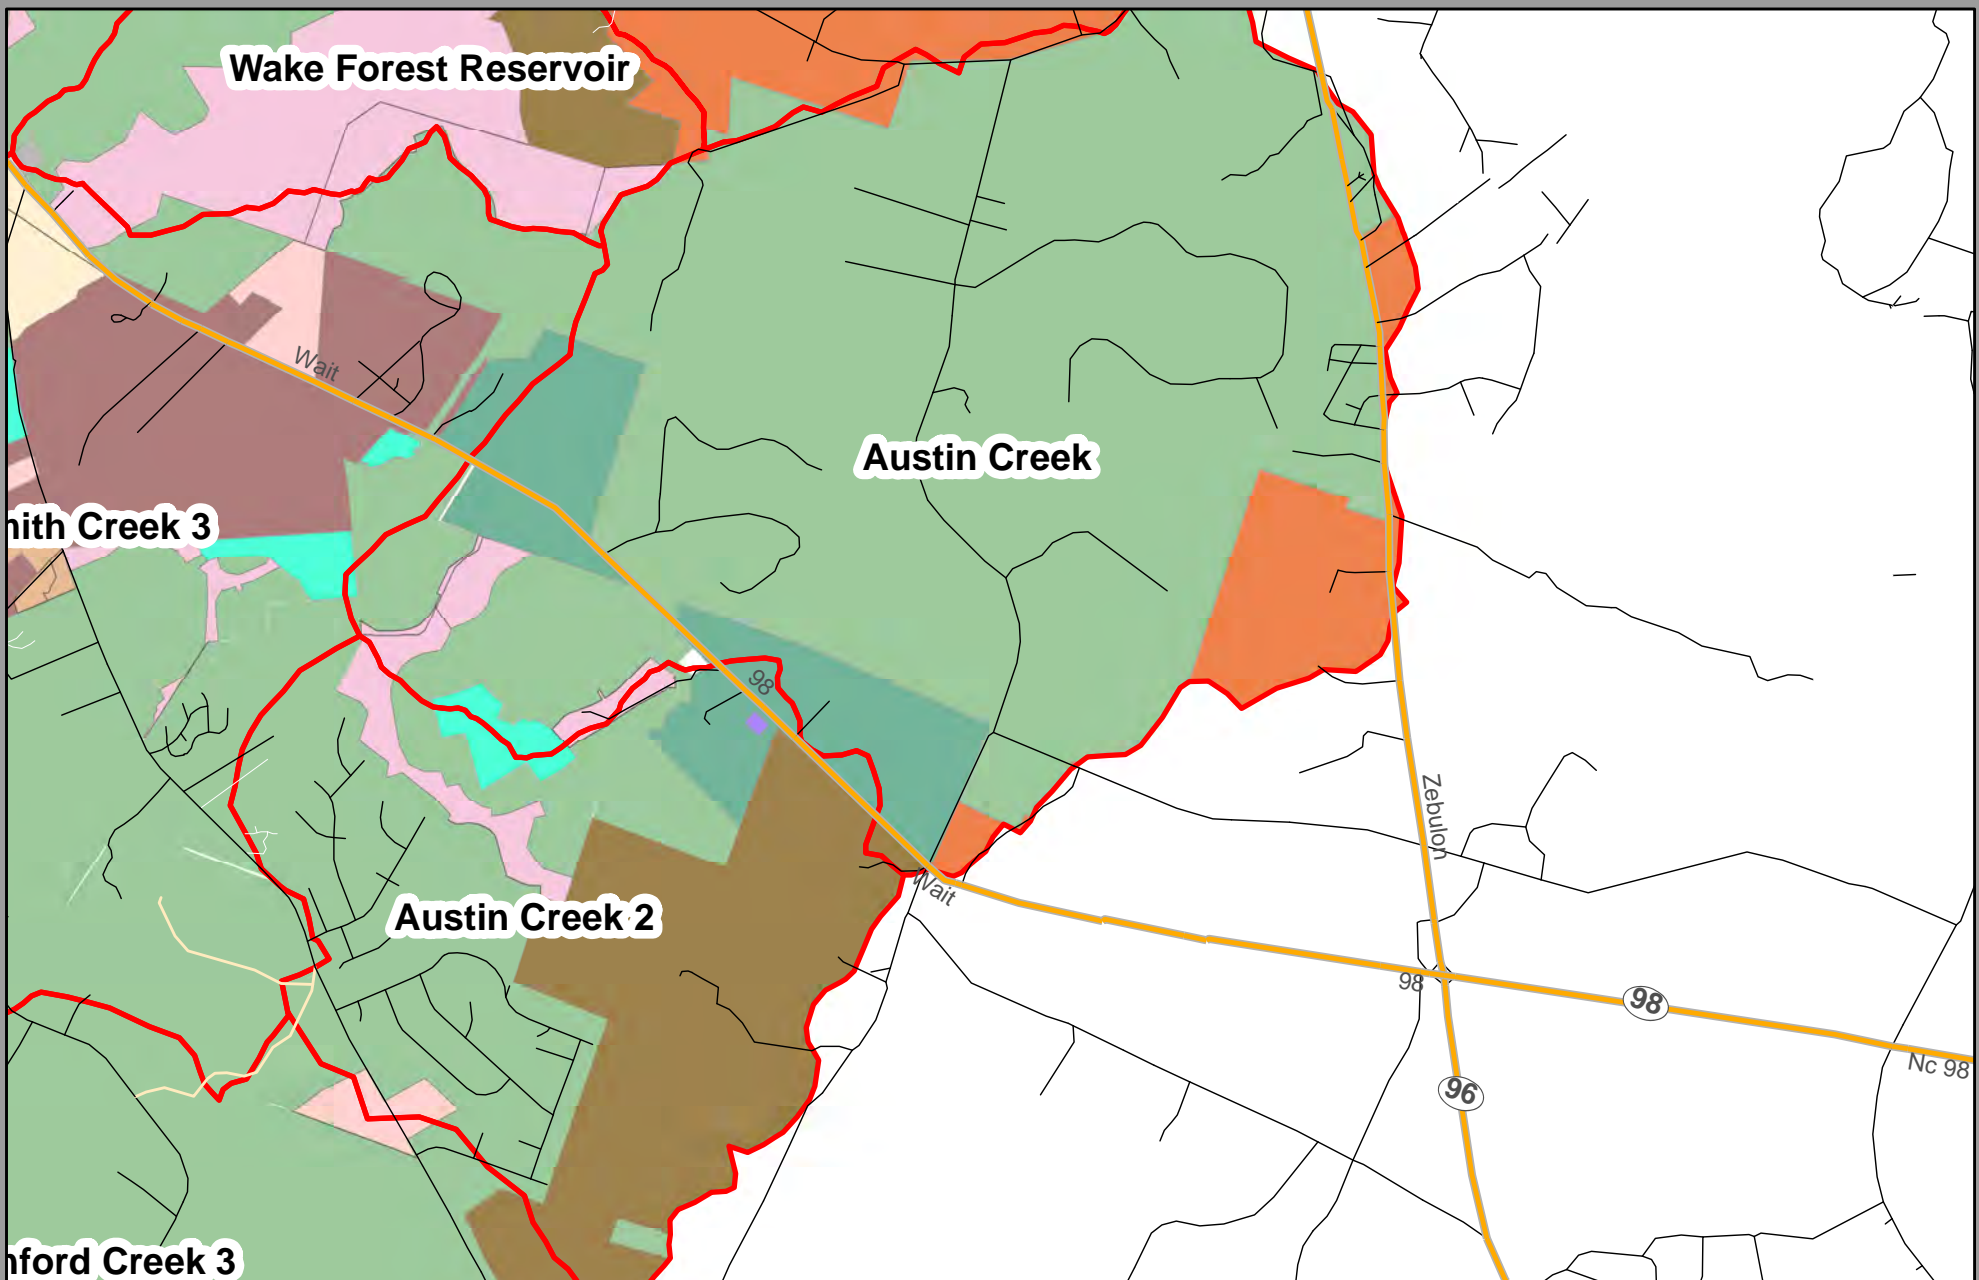 Wake Forest Reservoir
Wait
Austin Creek
mith Creek 3
98
Zebulon
Wait
Austin Creek 2
98
98
Nc 98
96
nford Creek 3